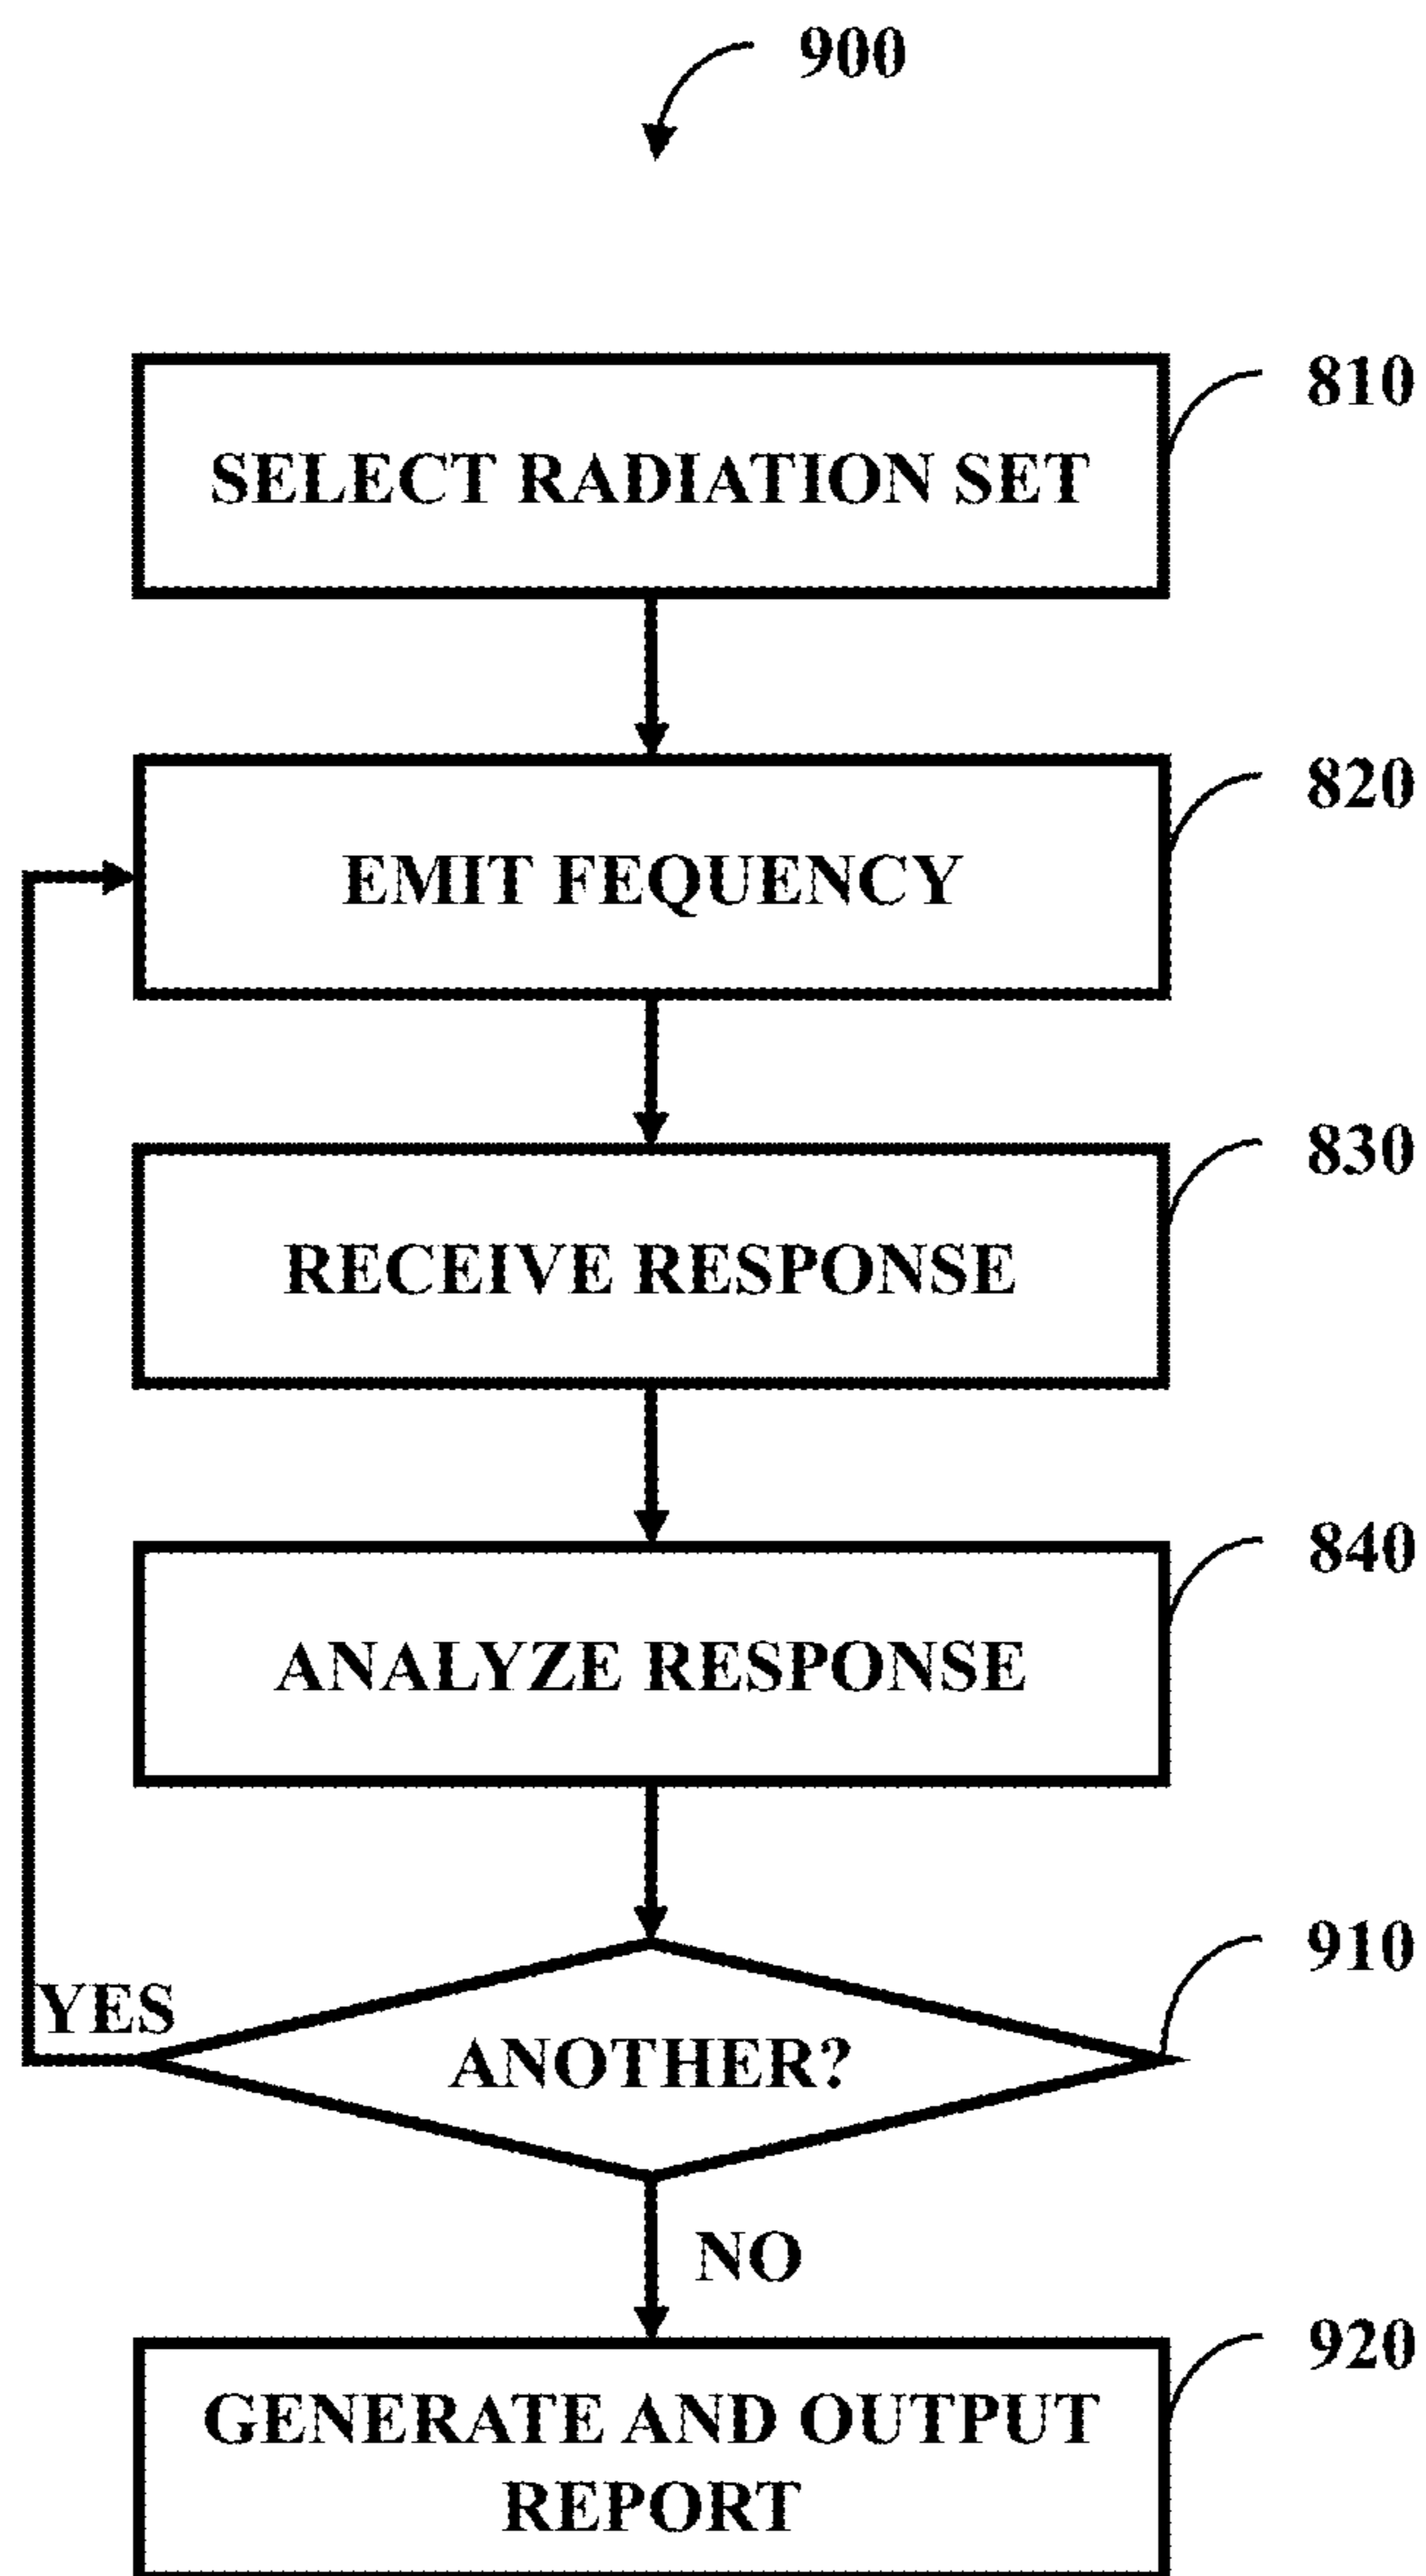 900
SELECT RADIATION SET
810
EMIT FEQUENCY
820
RECEIVE RESPONSE
830
ANALYZE RESPONSE
840
ANOTHER?
910
YES
NO
GENERATE AND OUTPUT
REPORT
920